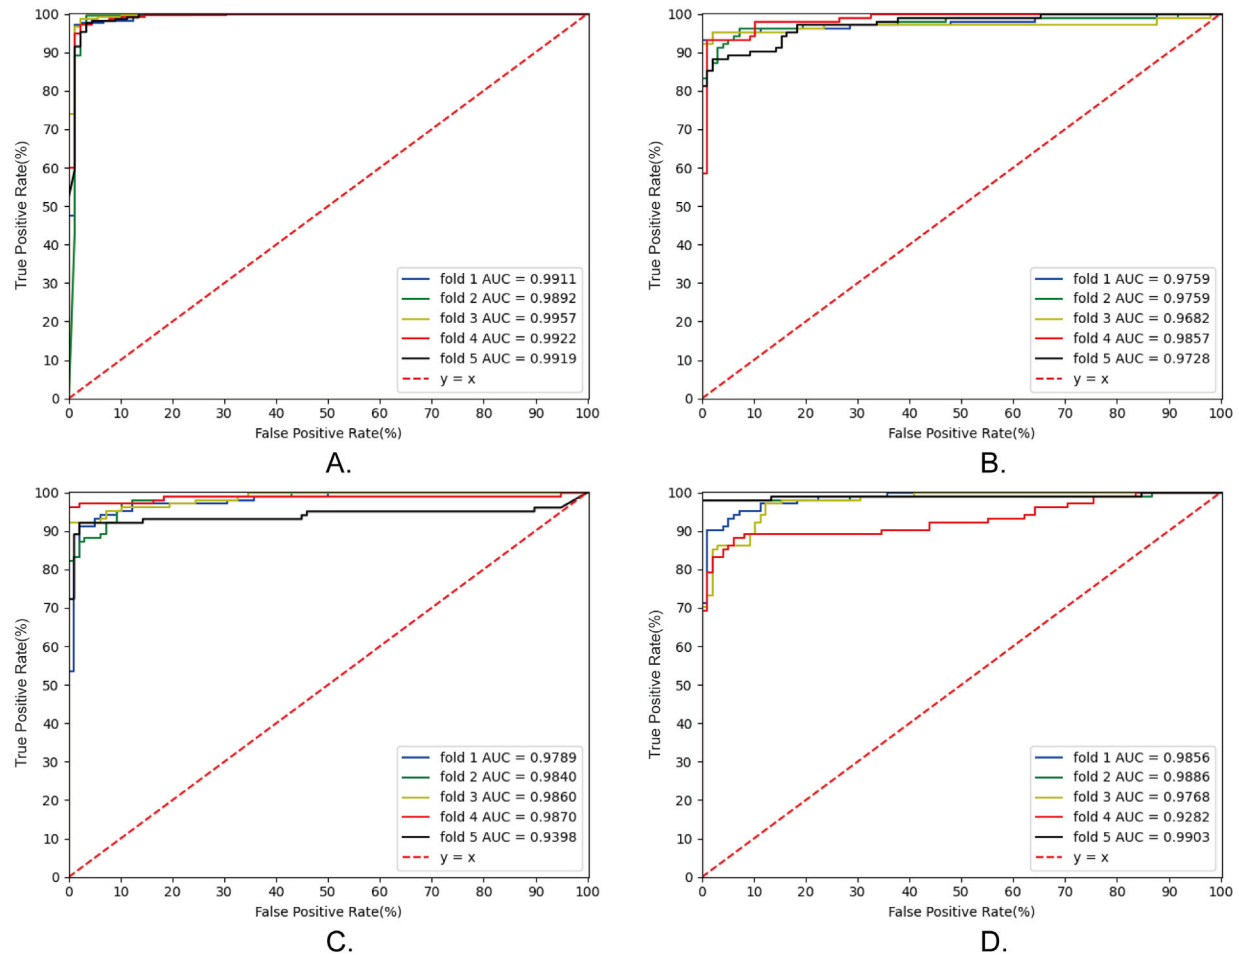 100
90
80
70
60
50
40
30
20
10
0
True Positive Rate(%)
fold 1 AUC = 0.9911
fold 2 AUC = 0.9892
fold 3 AUC = 0.9957
fold 4 AUC = 0.9922
fold 5 AUC = 0.9919
y = x
0 10 20 30 40 50 60 70 80 90 100
False Positive Rate(%)
A.
100
90
80
70
60
50
40
30
20
10
0
True Positive Rate(%)
fold 1 AUC = 0.9759
fold 2 AUC = 0.9759
fold 3 AUC = 0.9682
fold 4 AUC = 0.9857
fold 5 AUC = 0.9728
y = x
0 10 20 30 40 50 60 70 80 90 100
False Positive Rate(%)
B.
100
90
80
70
60
50
40
30
20
10
0
True Positive Rate(%)
fold 1 AUC = 0.9789
fold 2 AUC = 0.9840
fold 3 AUC = 0.9860
fold 4 AUC = 0.9870
fold 5 AUC = 0.9398
y = x
0 10 20 30 40 50 60 70 80 90 100
False Positive Rate(%)
C.
100
90
80
70
60
50
40
30
20
10
0
True Positive Rate(%)
fold 1 AUC = 0.9856
fold 2 AUC = 0.9886
fold 3 AUC = 0.9768
fold 4 AUC = 0.9282
fold 5 AUC = 0.9903
y = x
0 10 20 30 40 50 60 70 80 90 100
False Positive Rate(%)
D.